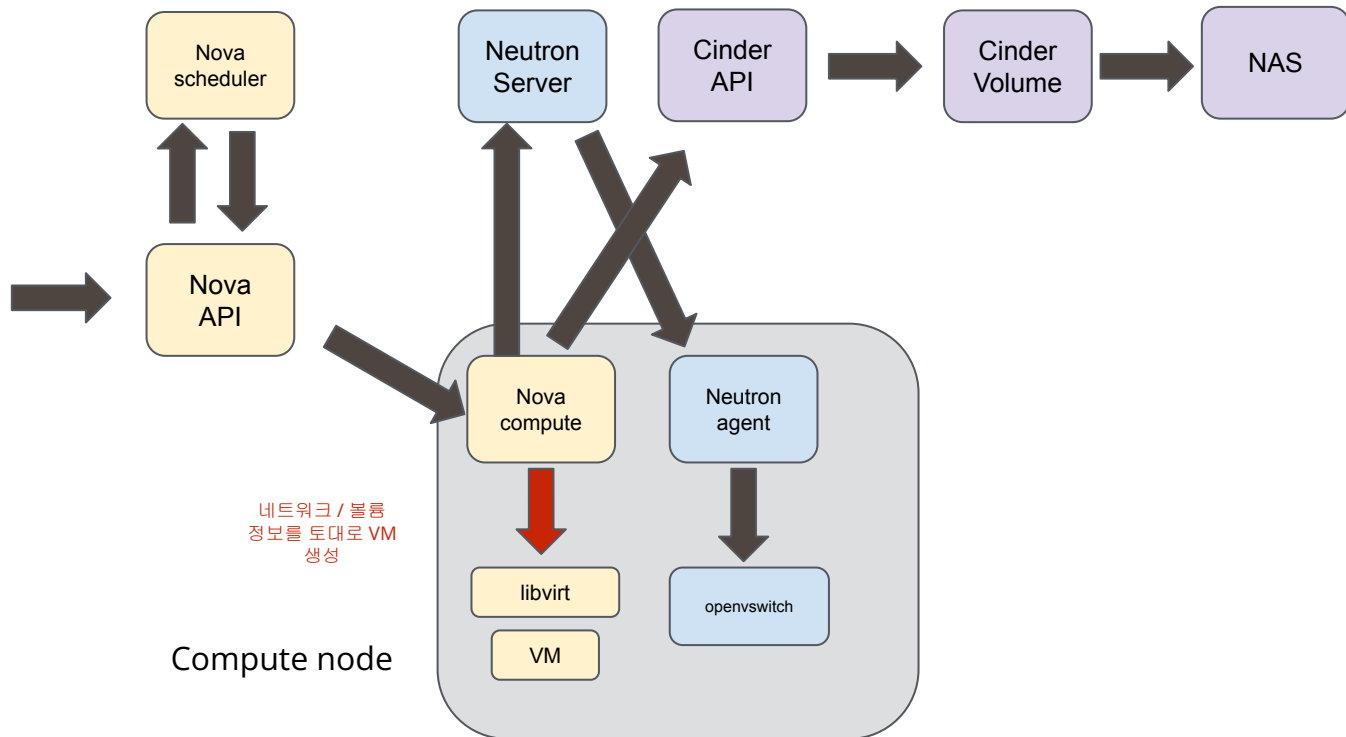 Nova
scheduler
Neutron
Server
Cinder
API
Cinder
Volume
NAS
Nova
API
Nova
compute
Neutron
agent
네트워크 / 볼륨
정보를 토대로 VM
생성
libvirt
openvswitch
VM
Compute node